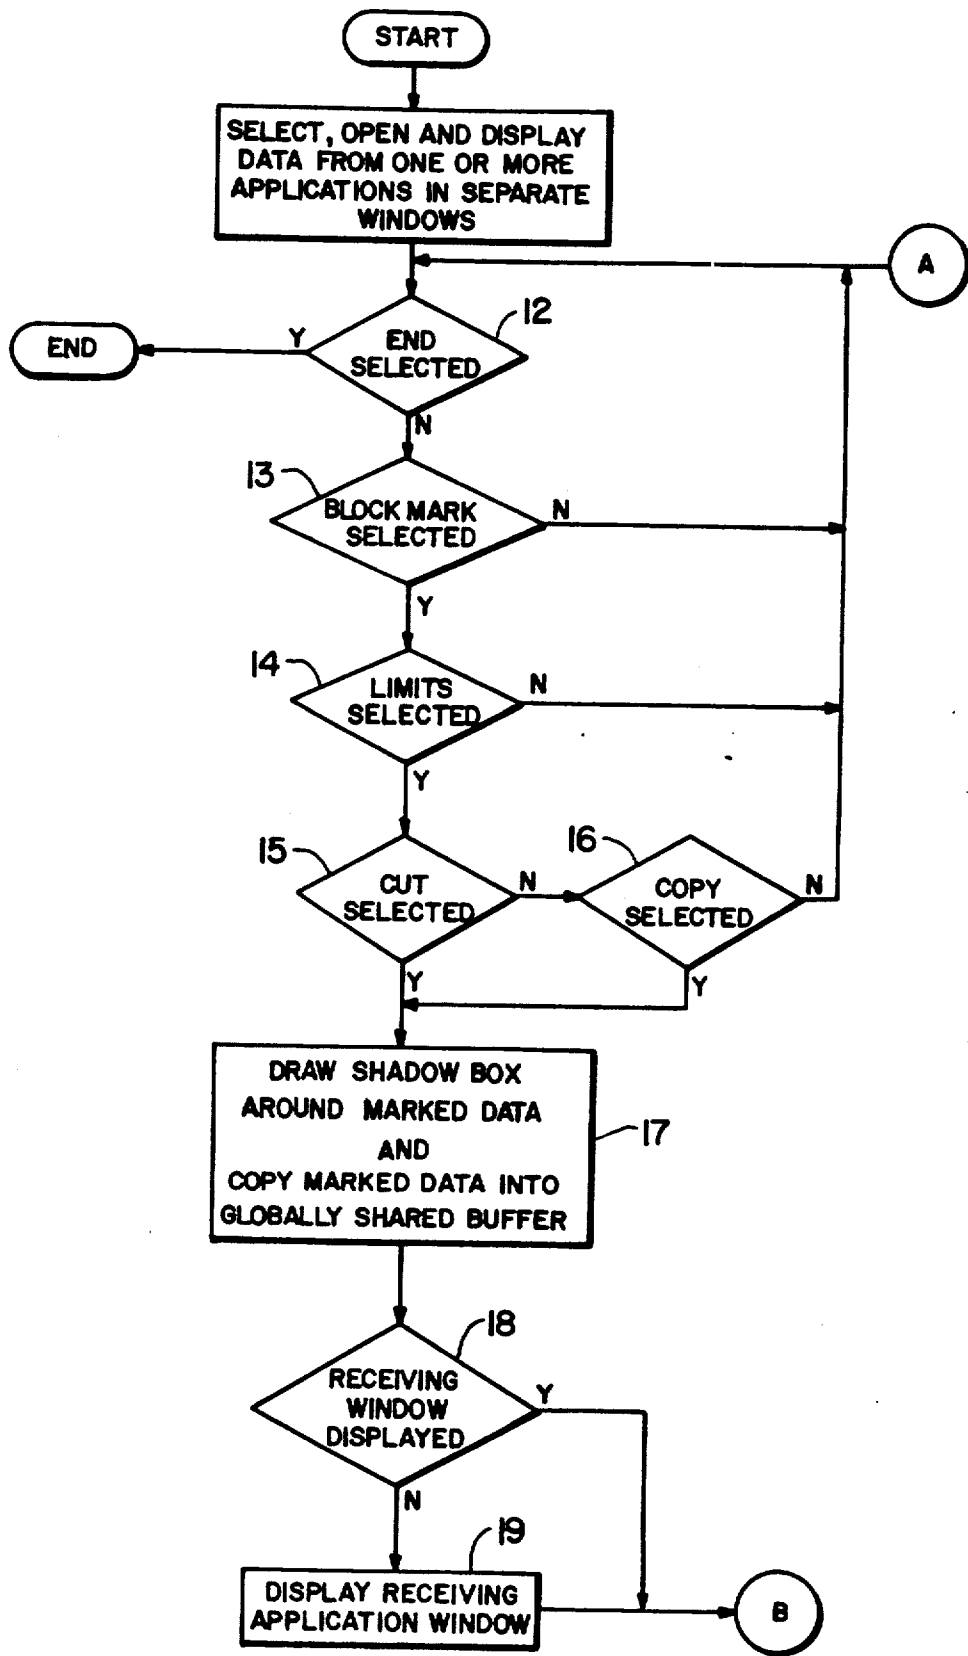 START
SELECT, OPEN AND DISPLAY
DATA FROM ONE OR MORE
APPLICATIONS IN SEPARATE
WINDOWS
A
12
Y
END
END
SELECTED
N
13
BLOCK MARK
SELECTED
N
Y
14
LIMITS
SELECTED
N
Y
15
CUT
SELECTED
N
16
COPY
SELECTED
N
Y
Y
DRAW SHADOW BOX
AROUND MARKED DATA
AND
COPY MARKED DATA INTO
GLOBALLY SHARED BUFFER
17
18
RECEIVING
WINDOW
DISPLAYED
Y
N
19
DISPLAY RECEIVING
APPLICATION WINDOW
B